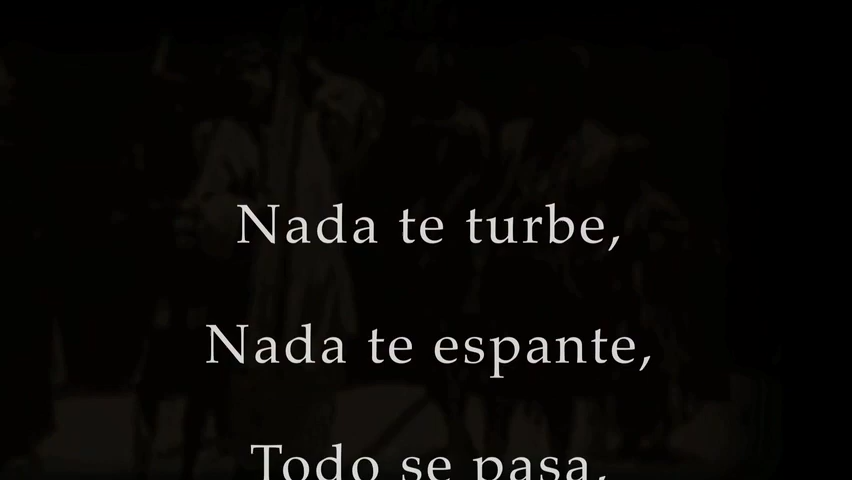 Nada te turbe,
Nada te espante,
Todo se pasa,